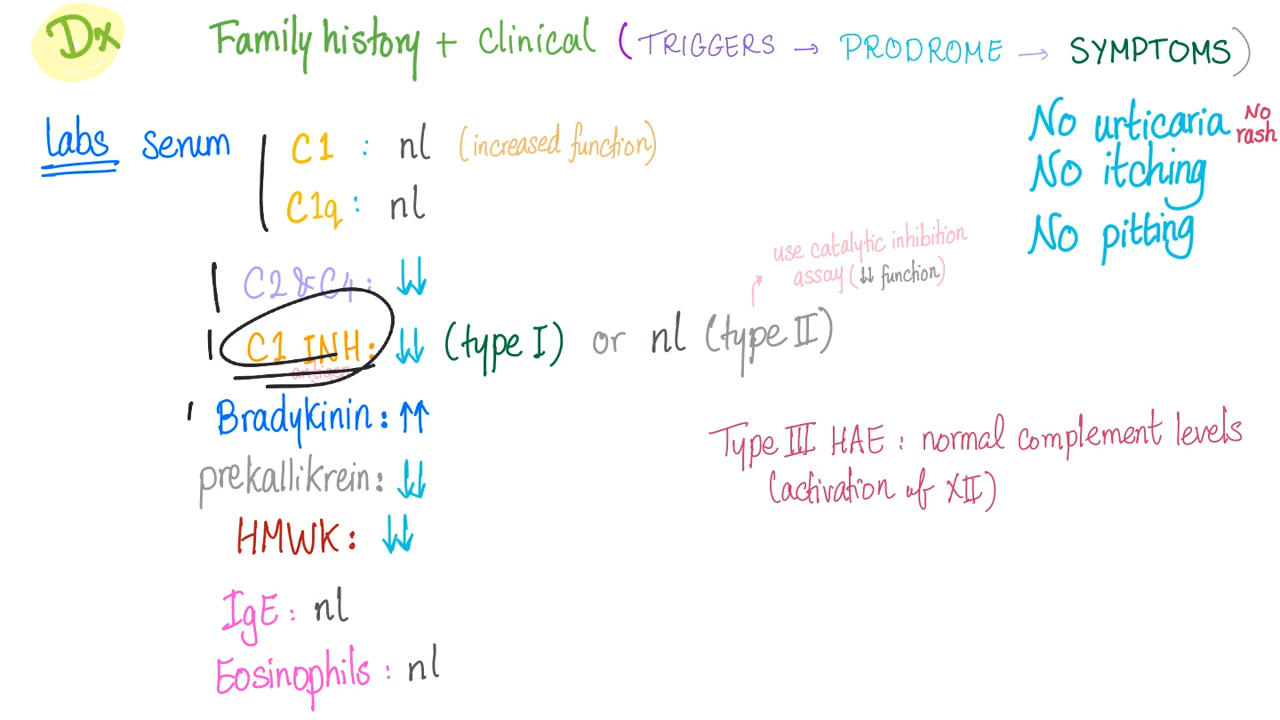 Dx Family history + Clinical (TRIGGERS → PRODROME → SYMPTOMS)
No urticaria No rash
No itching
No pitting
labs serum
C1 : nl (increased function)
C1q : nl
C2 & C4 : ↓↓
use catalytic inhibition
assay (↓↓ function)
C1 INH : ↓↓ (type I) or nl (type II)
antigen
Bradykinin : ↑↑
prekallikrein : ↓↓
HMWK : ↓↓
IgE : nl
Eosinophils : nl
Type III HAE : normal complement levels
(activation of XII)